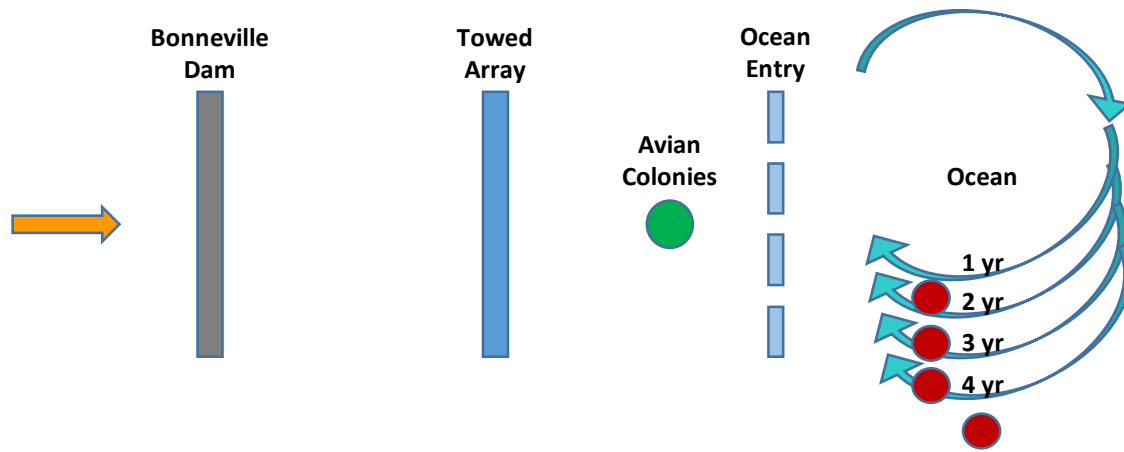 Bonneville
Dam
Towed
Array
Ocean
Entry
Avian
Colonies
Ocean
1 yr
2 yr
3 yr
4 yr